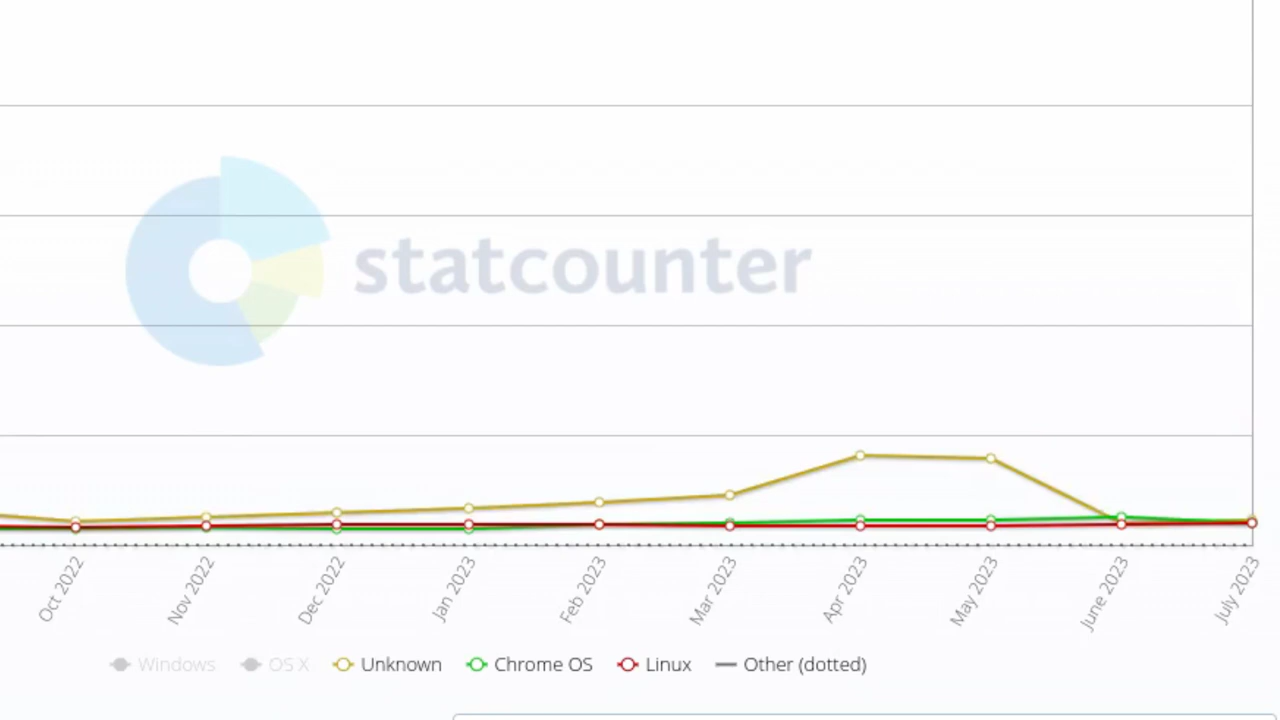 statcounter
Oct 2022 Nov 2022 Dec 2022 Jan 2023 Feb 2023 Mar 2023 Apr 2023 May 2023 June 2023 July 2023
Windows OS X Unknown Chrome OS Linux Other (dotted)